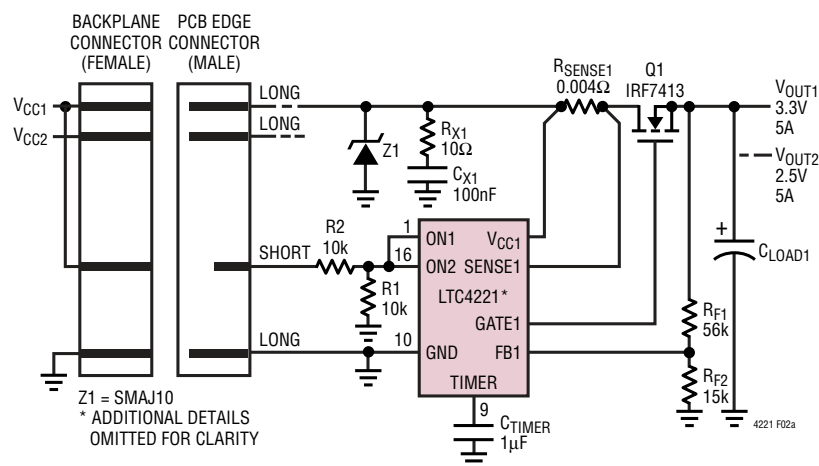 BACKPLANE
CONNECTOR
(FEMALE)
PCB EDGE
CONNECTOR
(MALE)
VCC1
VCC2
LONG
LONG
Z1
RX1
10Ω
CX1
100nF
RSENSE1
0.004Ω
Q1
IRF7413
VOUT1
3.3V
5A
VOUT2
2.5V
5A
+
CLOAD1
SHORT
R2
10k
R1
10k
1
16
10
ON1
ON2
GND
VCC1
SENSE1
LTC4221*
GATE1
FB1
TIMER
9
CTIMER
1µF
RF1
56k
RF2
15k
LONG
Z1 = SMAJ10
* ADDITIONAL DETAILS
OMITTED FOR CLARITY
4221 F02a